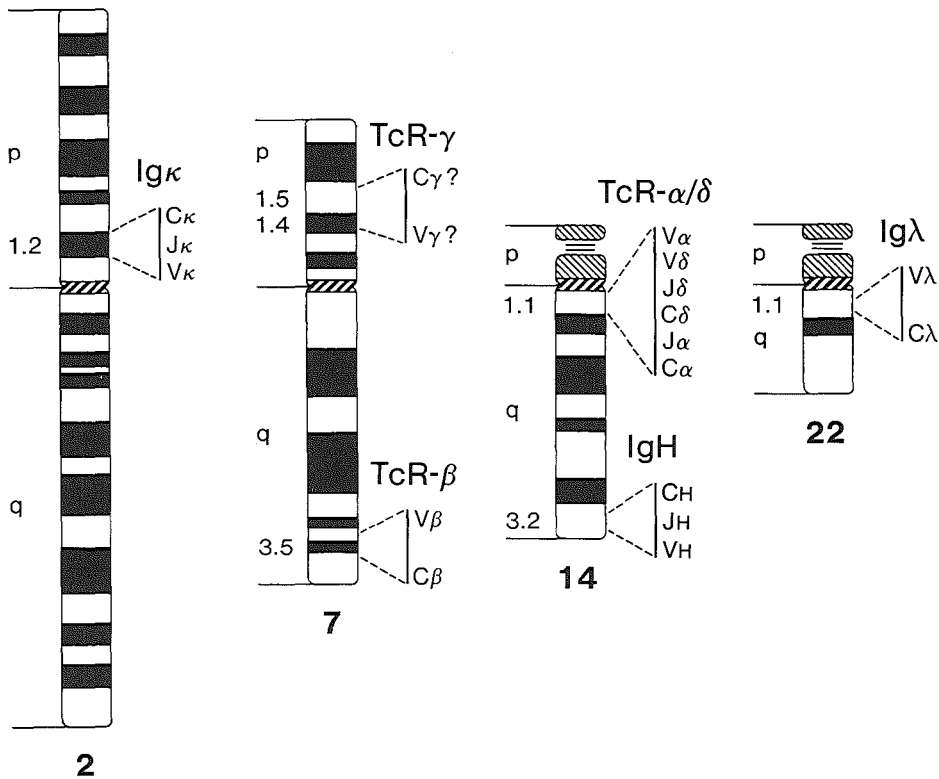 p
1.2
q
Igκ
Cκ
Jκ
Vκ
2
p
1.5
1.4
q
3.5
TcR-γ
Cγ?
Vγ?
TcR-β
Vβ
Cβ
7
p
1.1
q
3.2
TcR-α/δ
Vα
Vδ
Jδ
Cδ
Jα
Cα
IgH
CH
JH
VH
14
p
1.1
q
Igλ
Vλ
Cλ
22